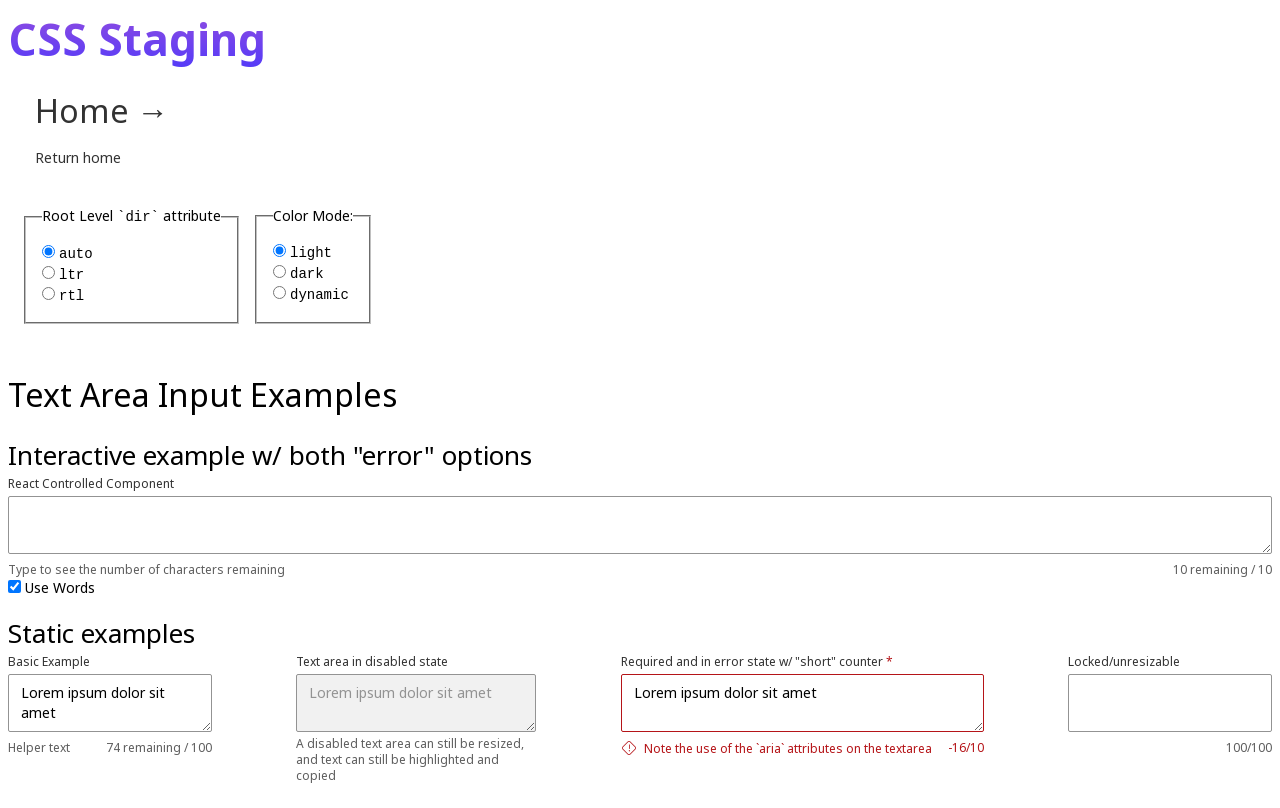 CSS Staging
Home →
Return home
Root Level `dir` attribute
auto
ltr
rtl
Color Mode:
light
dark
dynamic
Text Area Input Examples
Interactive example w/ both "error" options
React Controlled Component
Type to see the number of characters remaining
10 remaining / 10
Use Words
Static examples
Basic Example
Lorem ipsum dolor sit
amet
Helper text
74 remaining / 100
Text area in disabled state
Lorem ipsum dolor sit amet
A disabled text area can still be resized,
and text can still be highlighted and
copied
Required and in error state w/ "short" counter *
Lorem ipsum dolor sit amet
Note the use of the `aria` attributes on the textarea
-16/10
Locked/unresizable
100/100